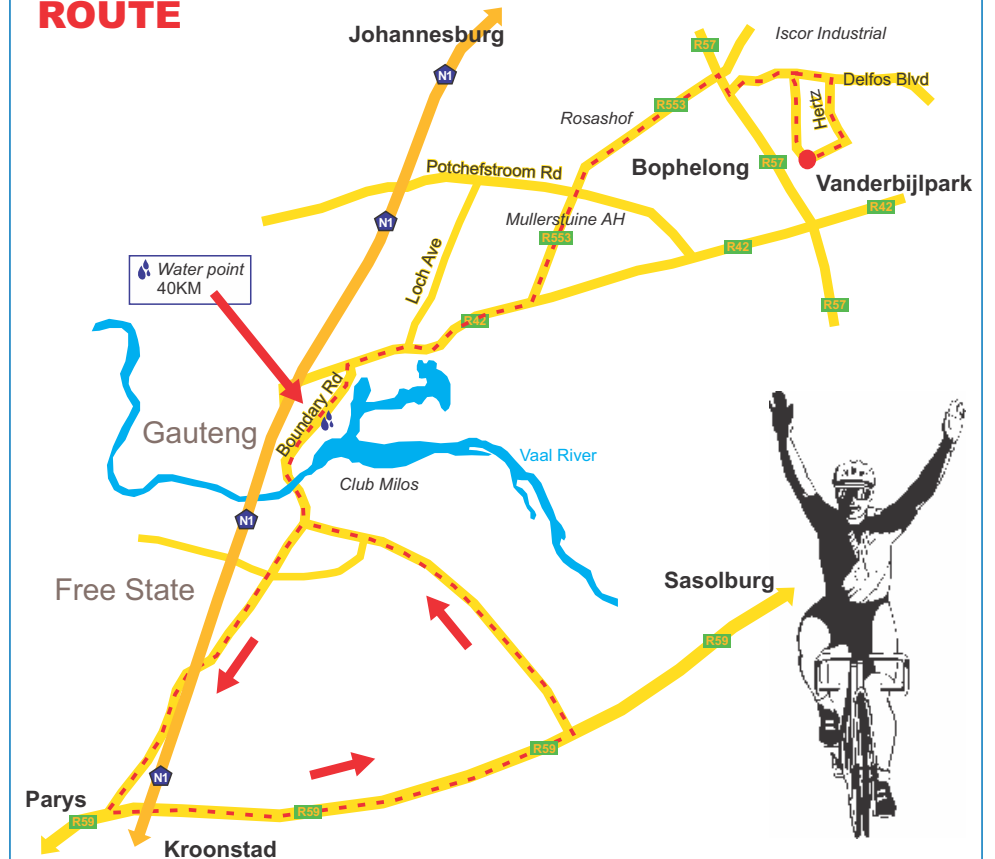 ROUTE
Johannesburg
R57
Iscor Industrial
N1
Delfos Blvd
R553
Hertz
Rosashof
Potchefstroom Rd
Bophelong
R57
Vanderbijlpark
R42
N1
Mullerstuine AH
R553
R42
Water point
40KM
Loch Ave
R57
R42
Boundary Rd
Gauteng
Vaal River
Club Milos
N1
Free State
Sasolburg
R59
R59
N1
Parys
R59
R59
Kroonstad